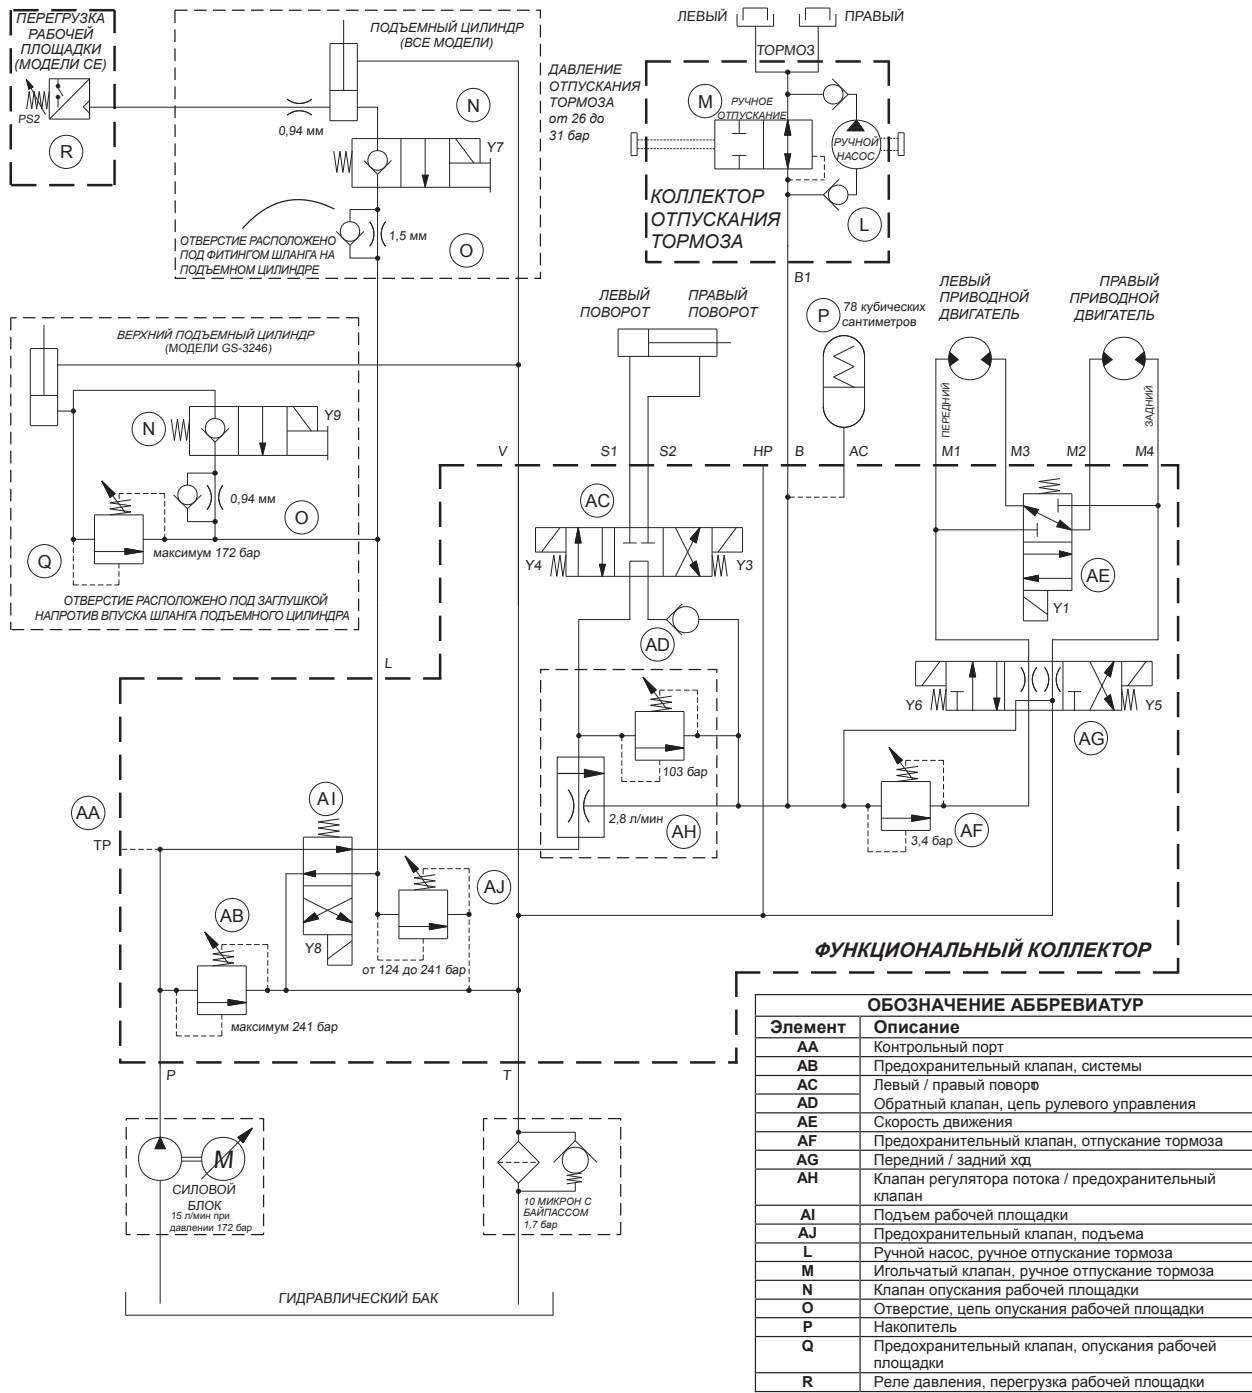 ПЕРЕГРУЗКА
РАБОЧЕЙ
ПЛОЩАДКИ
(МОДЕЛИ CE)
PS2
R
ПОДЪЕМНЫЙ ЦИЛИНДР
(ВСЕ МОДЕЛИ)
0,94 мм
N
Y7
1,5 мм
O
ОТВЕРСТИЕ РАСПОЛОЖЕНО
ПОД ФИТИНГОМ ШЛАНГА НА
ПОДЪЕМНОМ ЦИЛИНДРЕ
ДАВЛЕНИЕ
ОТПУСКАНИЯ
ТОРМОЗА
от 26 до
31 бар
ЛЕВЫЙ
ПРАВЫЙ
ТОРМОЗ
M
РУЧНОЕ
ОТПУСКАНИЕ
РУЧНОЙ
НАСОС
КОЛЛЕКТОР
ОТПУСКАНИЯ
ТОРМОЗА
L
B1
ВЕРХНИЙ ПОДЪЕМНЫЙ ЦИЛИНДР
(МОДЕЛИ GS-3246)
N
Y9
0,94 мм
O
Q
максимум 172 бар
ОТВЕРСТИЕ РАСПОЛОЖЕНО ПОД ЗАГЛУШКОЙ
НАПРОТИВ ВПУСКА ШЛАНГА ПОДЪЕМНОГО ЦИЛИНДРА
ЛЕВЫЙ
ПОВОРОТ
ПРАВЫЙ
ПОВОРОТ
P
78 кубических
сантиметров
ЛЕВЫЙ
ПРИВОДНОЙ
ДВИГАТЕЛЬ
ПРАВЫЙ
ПРИВОДНОЙ
ДВИГАТЕЛЬ
ПЕРЕДНИЙ
ЗАДНИЙ
V
S1
S2
HP
B
AC
M1
M3
M2
M4
AC
Y4
Y3
AE
Y1
AD
L
Y6
Y5
AG
103 бар
2,8 л/мин
AH
3,4 бар
AF
AA
TP
AI
Y8
AJ
от 124 до 241 бар
AB
максимум 241 бар
ФУНКЦИОНАЛЬНЫЙ КОЛЛЕКТОР
P
T
M
СИЛОВОЙ
БЛОК
15 л/мин при
давлении 172 бар
10 МИКРОН С
БАЙПАССОМ
1,7 бар
ГИДРАВЛИЧЕСКИЙ БАК
ОБОЗНАЧЕНИЕ АББРЕВИАТУР
Элемент Описание
AA Контрольный порт
AB Предохранительный клапан, системы
AC Левый / правый поворот
AD Обратный клапан, цепь рулевого управления
AE Скорость движения
AF Предохранительный клапан, отпускание тормоза
AG Передний / задний ход
AH Клапан регулятора потока / предохранительный
клапан
AI Подъем рабочей площадки
AJ Предохранительный клапан, подъема
L Ручной насос, ручное отпускание тормоза
M Игольчатый клапан, ручное отпускание тормоза
N Клапан опускания рабочей площадки
O Отверстие, цепь опускания рабочей площадки
P Накопитель
Q Предохранительный клапан, опускания рабочей
площадки
R Реле давления, перегрузка рабочей площадки